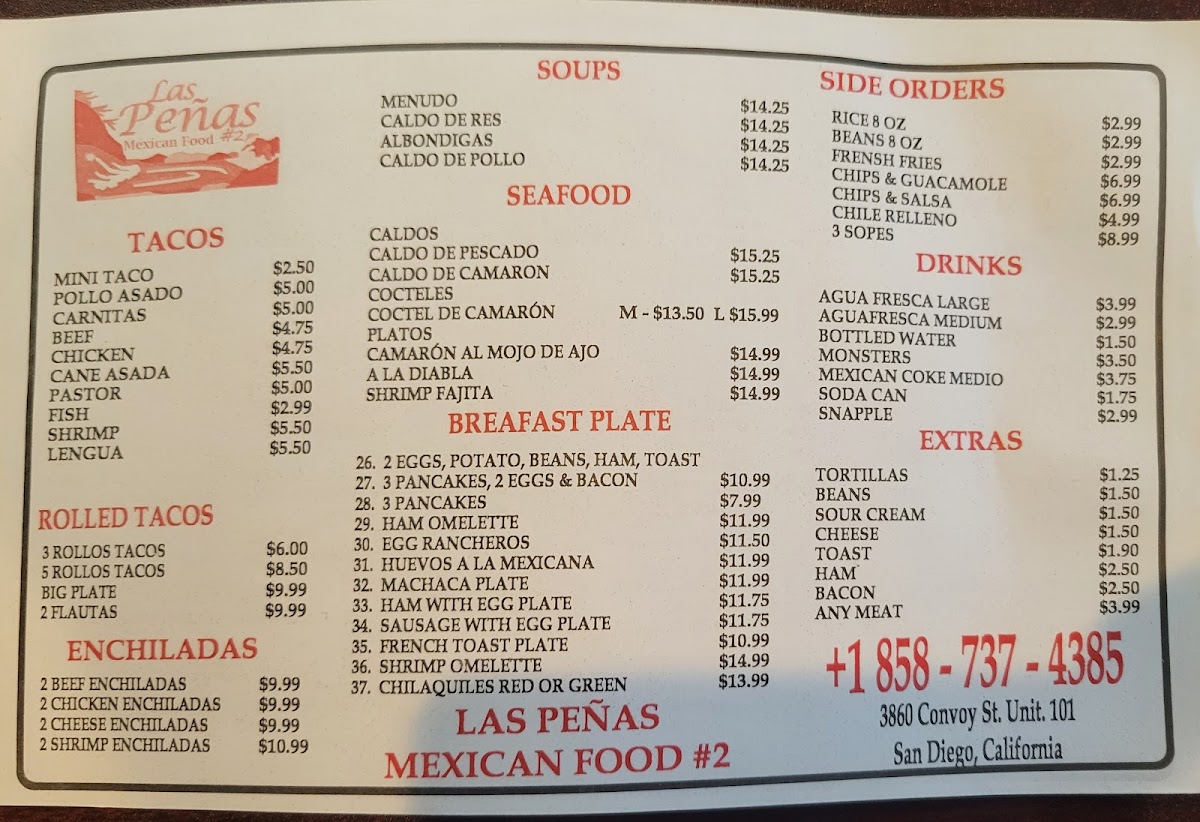 Las
Peñas
Mexican Food #2
TACOS
MINI TACO $2.50
POLLO ASADO $5.00
CARNITAS $5.00
BEEF $4.75
CHICKEN $4.75
CANE ASADA $5.50
PASTOR $5.00
FISH $2.99
SHRIMP $5.50
LENGUA $5.50
ROLLED TACOS
3 ROLLOS TACOS $6.00
5 ROLLOS TACOS $8.50
BIG PLATE $9.99
2 FLAUTAS $9.99
ENCHILADAS
2 BEEF ENCHILADAS $9.99
2 CHICKEN ENCHILADAS $9.99
2 CHEESE ENCHILADAS $9.99
2 SHRIMP ENCHILADAS $10.99
SOUPS
MENUDO $14.25
CALDO DE RES $14.25
ALBONDIGAS $14.25
CALDO DE POLLO $14.25
SEAFOOD
CALDOS
CALDO DE PESCADO $15.25
CALDO DE CAMARON $15.25
COCTELES
COCTEL DE CAMARÓN M - $13.50 L $15.99
PLATOS
CAMARÓN AL MOJO DE AJO $14.99
A LA DIABLA $14.99
SHRIMP FAJITA $14.99
BREAFAST PLATE
26. 2 EGGS, POTATO, BEANS, HAM, TOAST
27. 3 PANCAKES, 2 EGGS & BACON $10.99
28. 3 PANCAKES $7.99
29. HAM OMELETTE $11.99
30. EGG RANCHEROS $11.50
31. HUEVOS A LA MEXICANA $11.99
32. MACHACA PLATE $11.99
33. HAM WITH EGG PLATE $11.75
34. SAUSAGE WITH EGG PLATE $11.75
35. FRENCH TOAST PLATE $10.99
36. SHRIMP OMELETTE $14.99
37. CHILAQUILES RED OR GREEN $13.99
LAS PEÑAS
MEXICAN FOOD #2
SIDE ORDERS
RICE 8 OZ $2.99
BEANS 8 OZ $2.99
FRENSH FRIES $2.99
CHIPS & GUACAMOLE $6.99
CHIPS & SALSA $6.99
CHILE RELLENO $4.99
3 SOPES $8.99
DRINKS
AGUA FRESCA LARGE $3.99
AGUAFRESCA MEDIUM $2.99
BOTTLED WATER $1.50
MONSTERS $3.50
MEXICAN COKE MEDIO $3.75
SODA CAN $1.75
SNAPPLE $2.99
EXTRAS
TORTILLAS $1.25
BEANS $1.50
SOUR CREAM $1.50
CHEESE $1.50
TOAST $1.90
HAM $2.50
BACON $2.50
ANY MEAT $3.99
+1 858 - 737 - 4385
3860 Convoy St. Unit. 101
San Diego, California